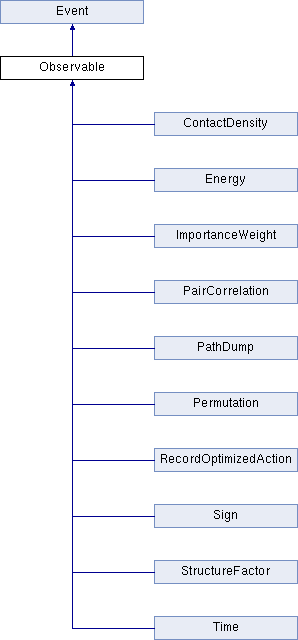 Event
Observable
ContactDensity
Energy
ImportanceWeight
PairCorrelation
PathDump
Permutation
RecordOptimizedAction
Sign
StructureFactor
Time